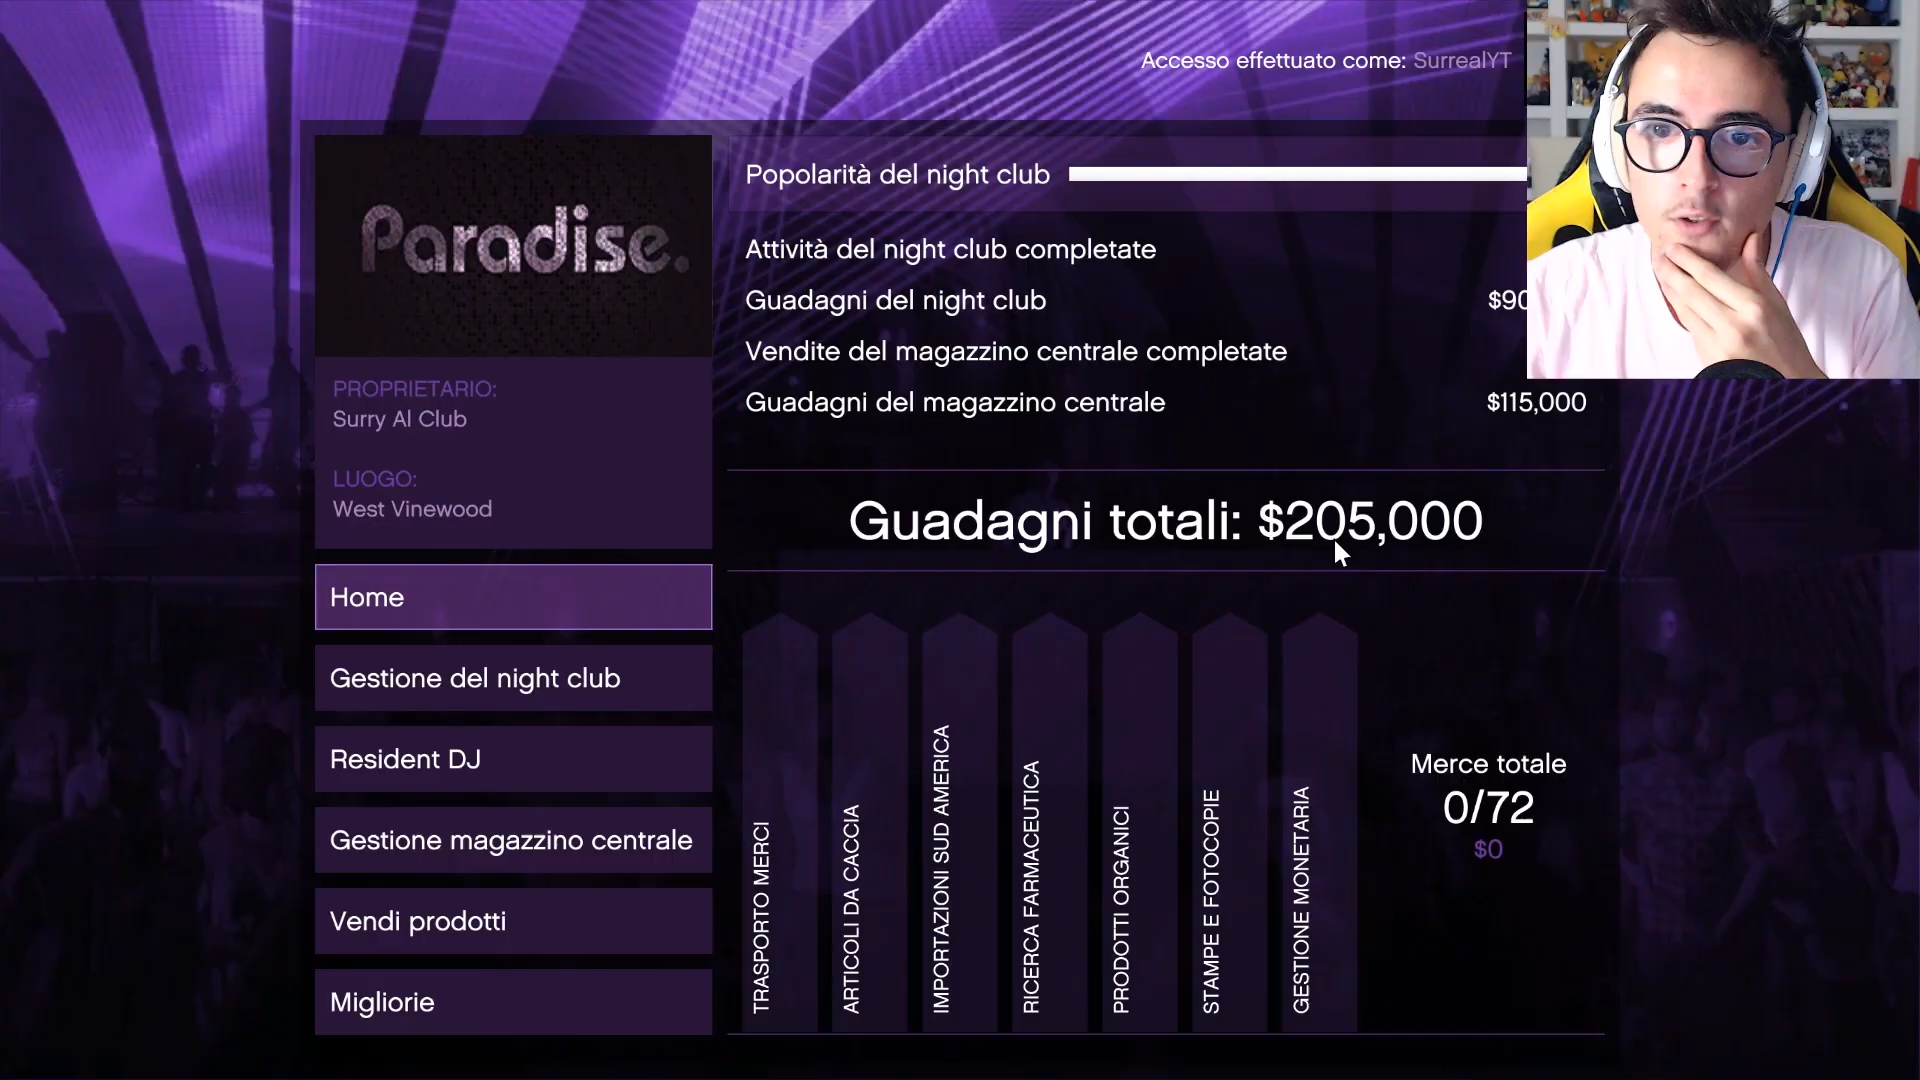 Accesso effettuato come: SurrealYT
Paradise.
PROPRIETARIO:
Surry Al Club
LUOGO:
West Vinewood
Home
Gestione del night club
Resident DJ
Gestione magazzino centrale
Vendi prodotti
Migliorie
Popolarità del night club
Attività del night club completate
Guadagni del night club $90
Vendite del magazzino centrale completate
Guadagni del magazzino centrale $115,000
Guadagni totali: $205,000
TRASPORTO MERCI
ARTICOLI DA CACCIA
IMPORTAZIONI SUD AMERICA
RICERCA FARMACEUTICA
PRODOTTI ORGANICI
STAMPE E FOTOCOPIE
GESTIONE MONETARIA
Merce totale
0/72
$0